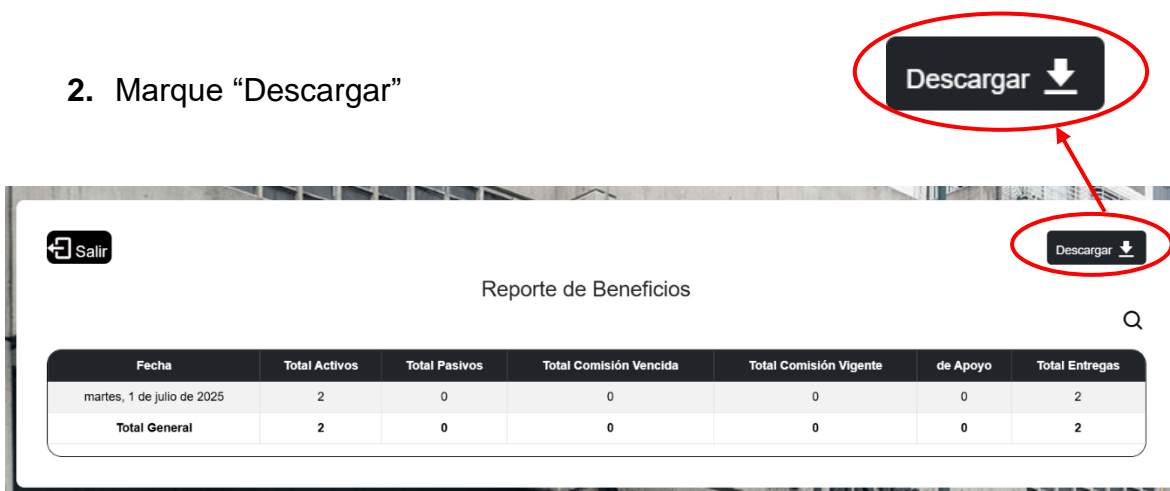 2. Marque “Descargar”
Descargar
Salir
Descargar
Reporte de Beneficios
Fecha Total Activos Total Pasivos Total Comisión Vencida Total Comisión Vigente de Apoyo Total Entregas
martes, 1 de julio de 2025 2 0 0 0 0 2
Total General 2 0 0 0 0 2